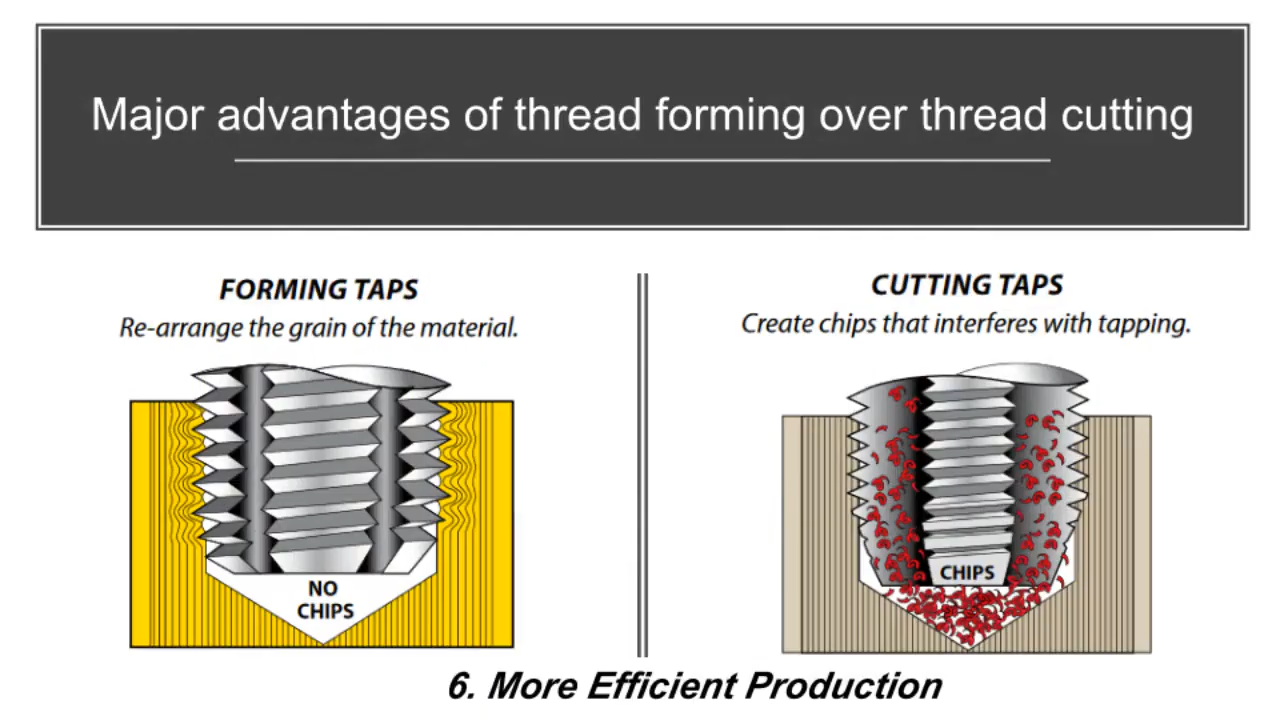 Major advantages of thread forming over thread cutting
FORMING TAPS
Re-arrange the grain of the material.
NO
CHIPS
CUTTING TAPS
Create chips that interferes with tapping.
CHIPS
6. More Efficient Production